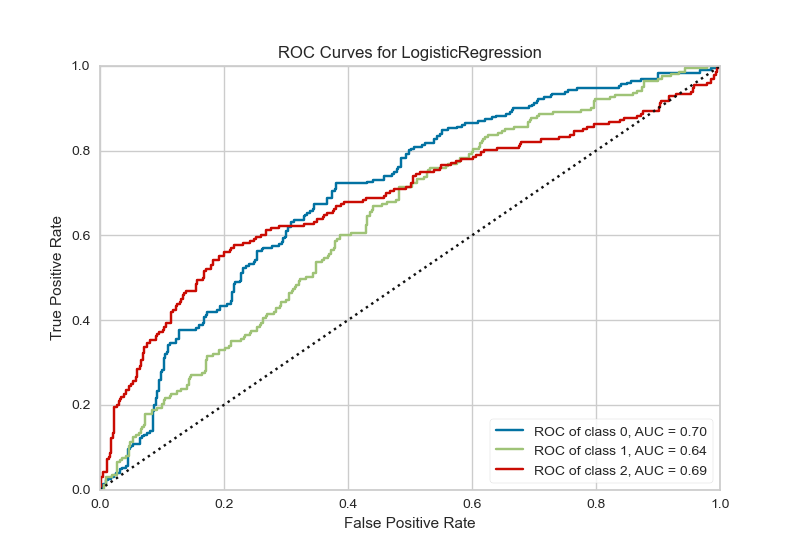 ROC Curves for LogisticRegression
True Positive Rate
1.0
0.8
0.6
0.4
0.2
0.0
0.0 0.2 0.4 0.6 0.8 1.0
False Positive Rate
ROC of class 0, AUC = 0.70
ROC of class 1, AUC = 0.64
ROC of class 2, AUC = 0.69